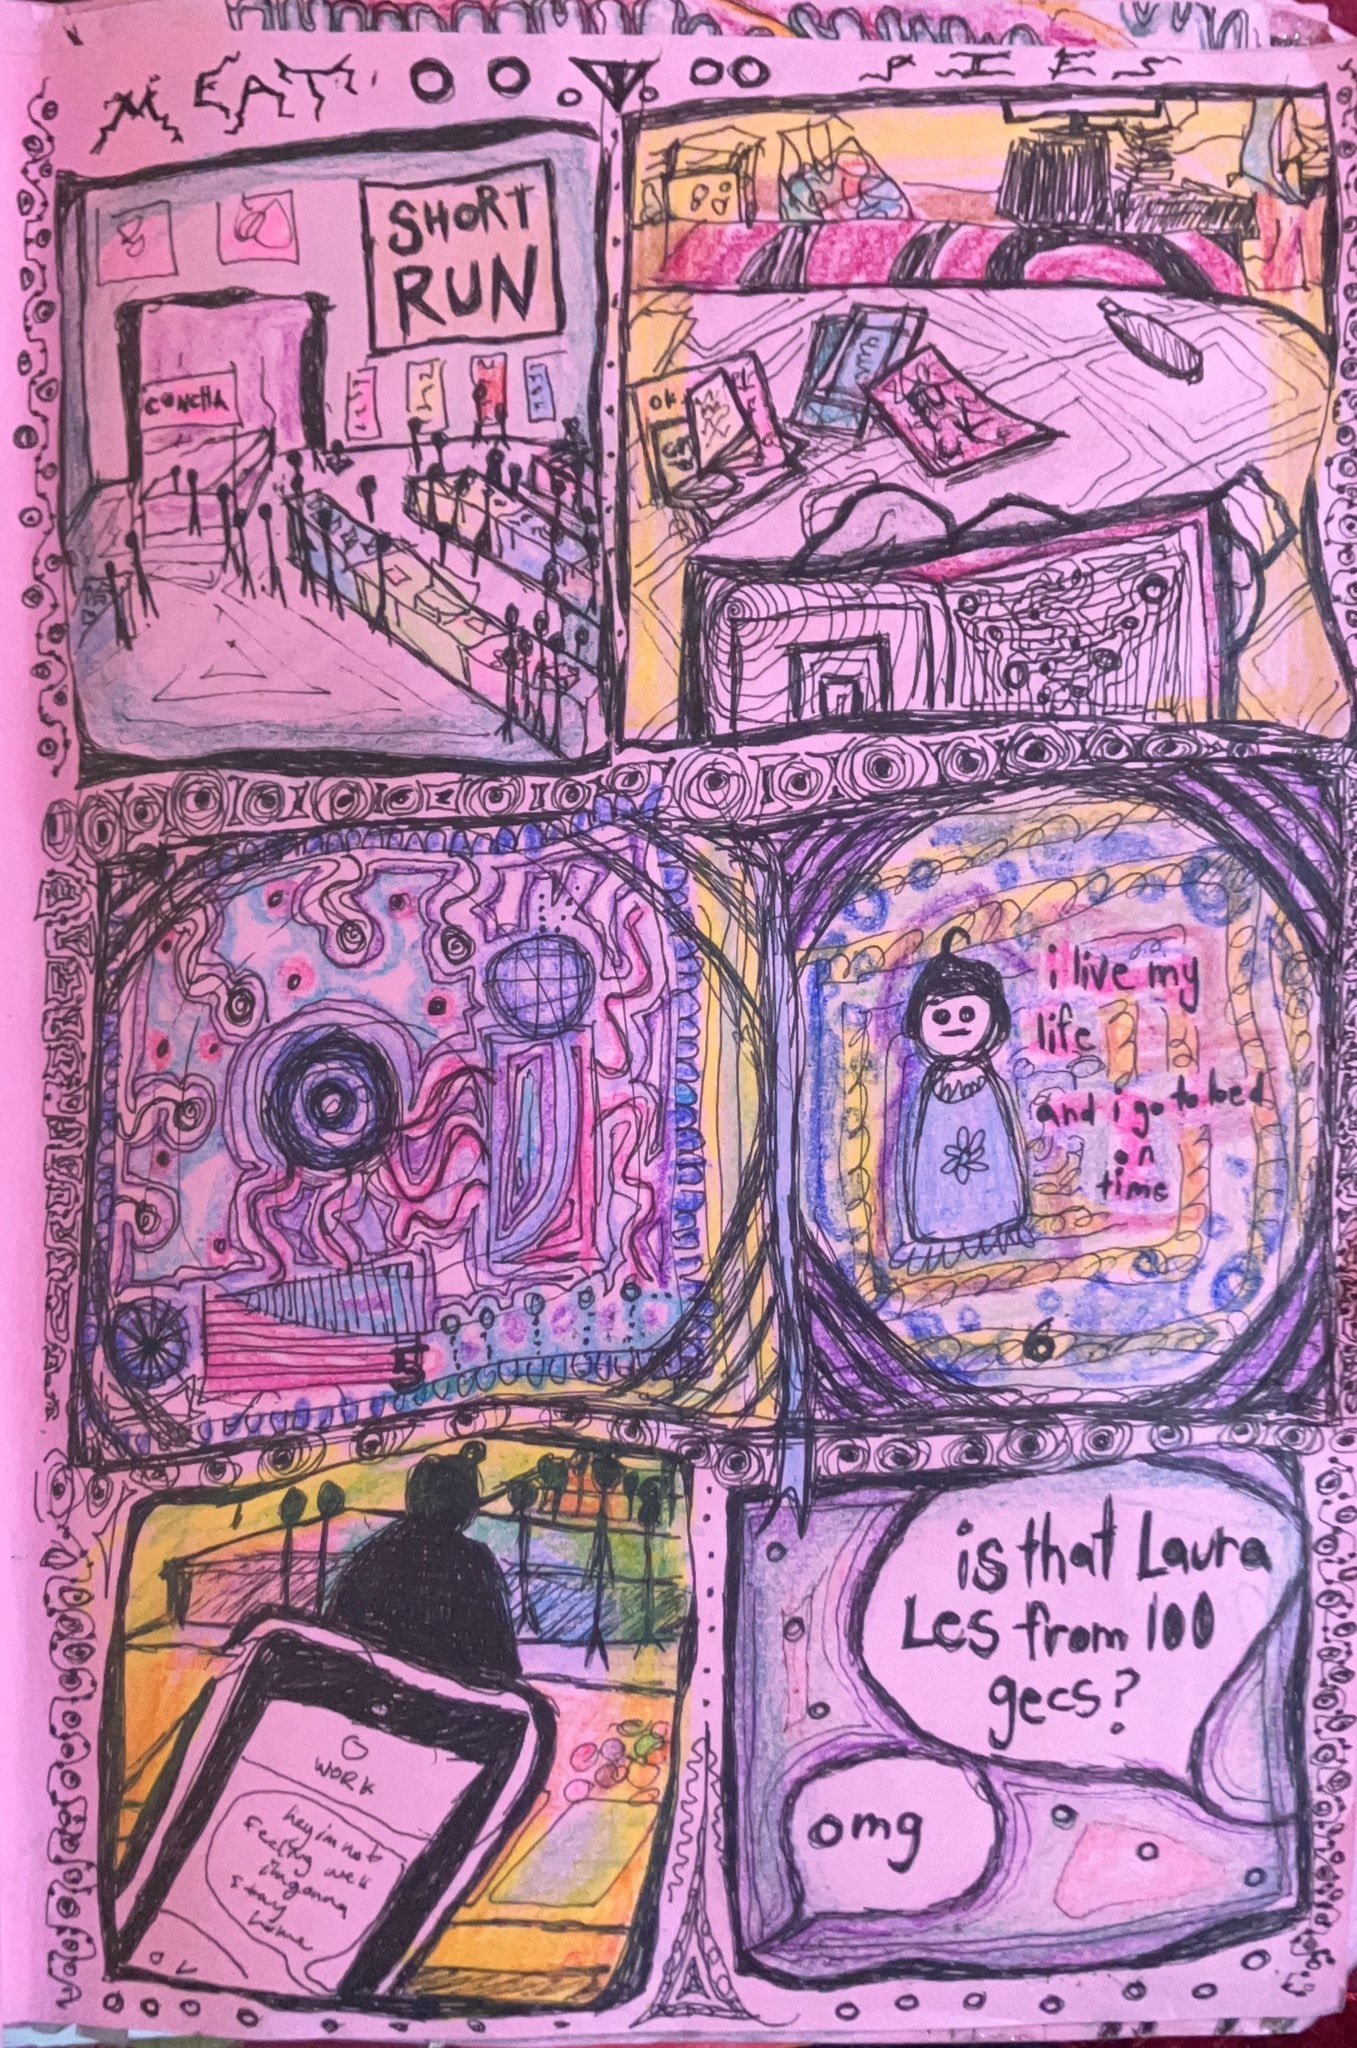 MEAT PIES
SHORT
RUN
CONCHA
OK
i live my
life
and i go to bed
on
time
5
6
WORK
hey im not
feeling well
im gonna
stay
home
is that Laura
Les from 100
gecs?
omg